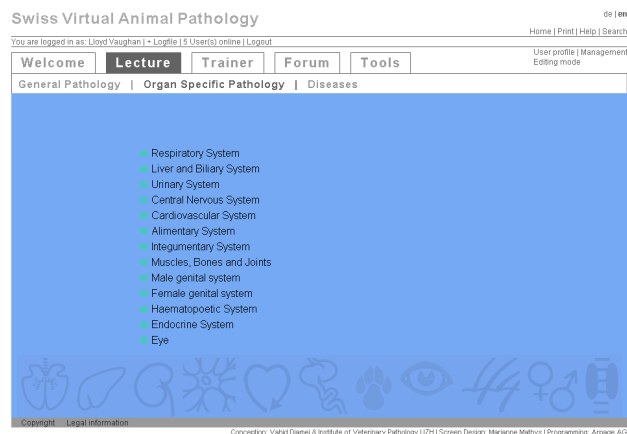 Swiss Virtual Animal Pathology
de | en
Home | Print | Help | Search
You are logged in as: Lloyd Vaughan | + Logfile | 5 User(s) online | Logout
User profile | Management
Editing mode
Welcome Lecture Trainer Forum Tools
General Pathology | Organ Specific Pathology | Diseases
Respiratory System
Liver and Biliary System
Urinary System
Central Nervous System
Cardiovascular System
Alimentary System
Integumentary System
Muscles, Bones and Joints
Male genital system
Female genital system
Haematopoetic System
Endocrine System
Eye
Copyright Legal information
Conception: Vahid Djamei & Institute of Veterinary Pathology UZH | Screen Design: Marianne Mathys | Programming: Arpage AG